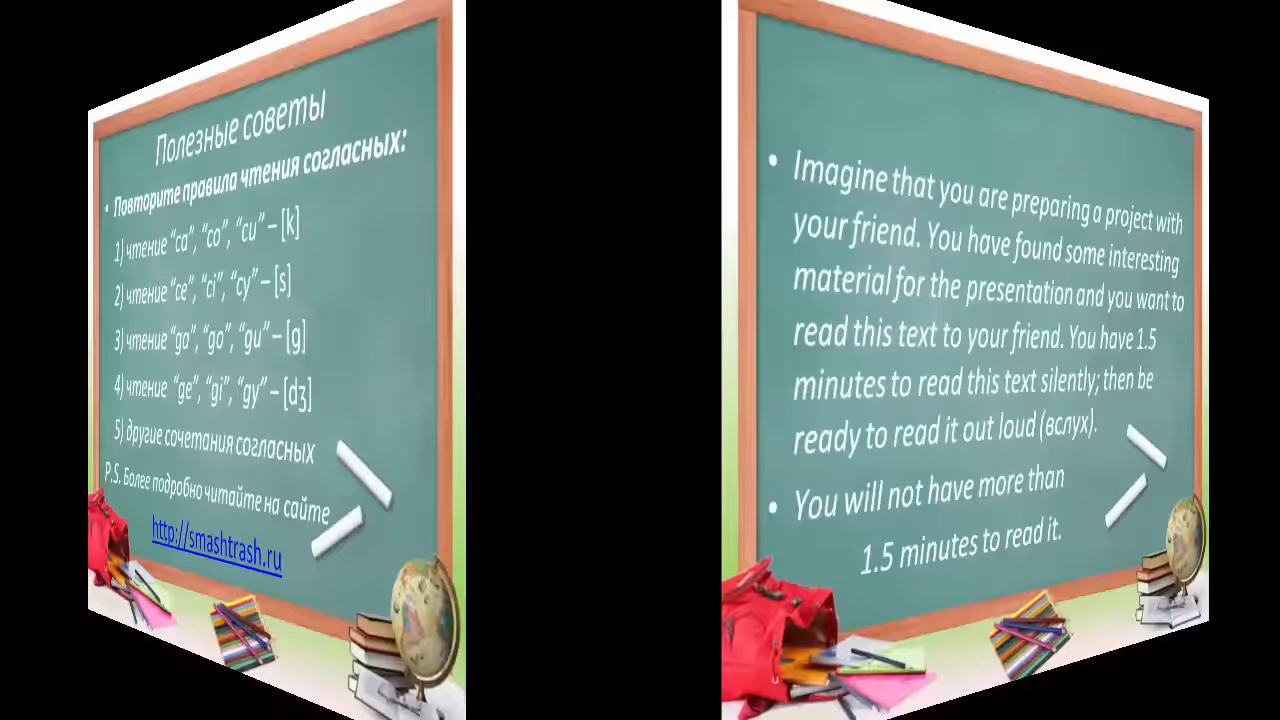 Полезные советы
• Повторите правила чтения согласных:
1) чтение “ca”, “co”, “cu” – [k]
2) чтение “ce”, “ci”, “cy” – [s]
3) чтение “ga”, “go”, “gu” – [g]
4) чтение “ge”, “gi”, “gy” – [dʒ]
5) другие сочетания согласных
P.S. Более подробно читайте на сайте
http://smashtrash.ru
• Imagine that you are preparing a project with
your friend. You have found some interesting
material for the presentation and you want to
read this text to your friend. You have 1.5
minutes to read this text silently; then be
ready to read it out loud (вслух).
• You will not have more than
1.5 minutes to read it.